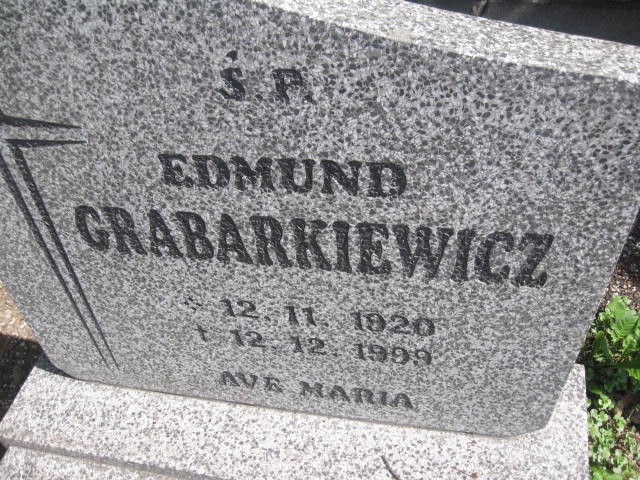 Ś.P.
EDMUND
GRABARKIEWICZ
* 12.11.1920
† 12.12.1999
AVE MARIA